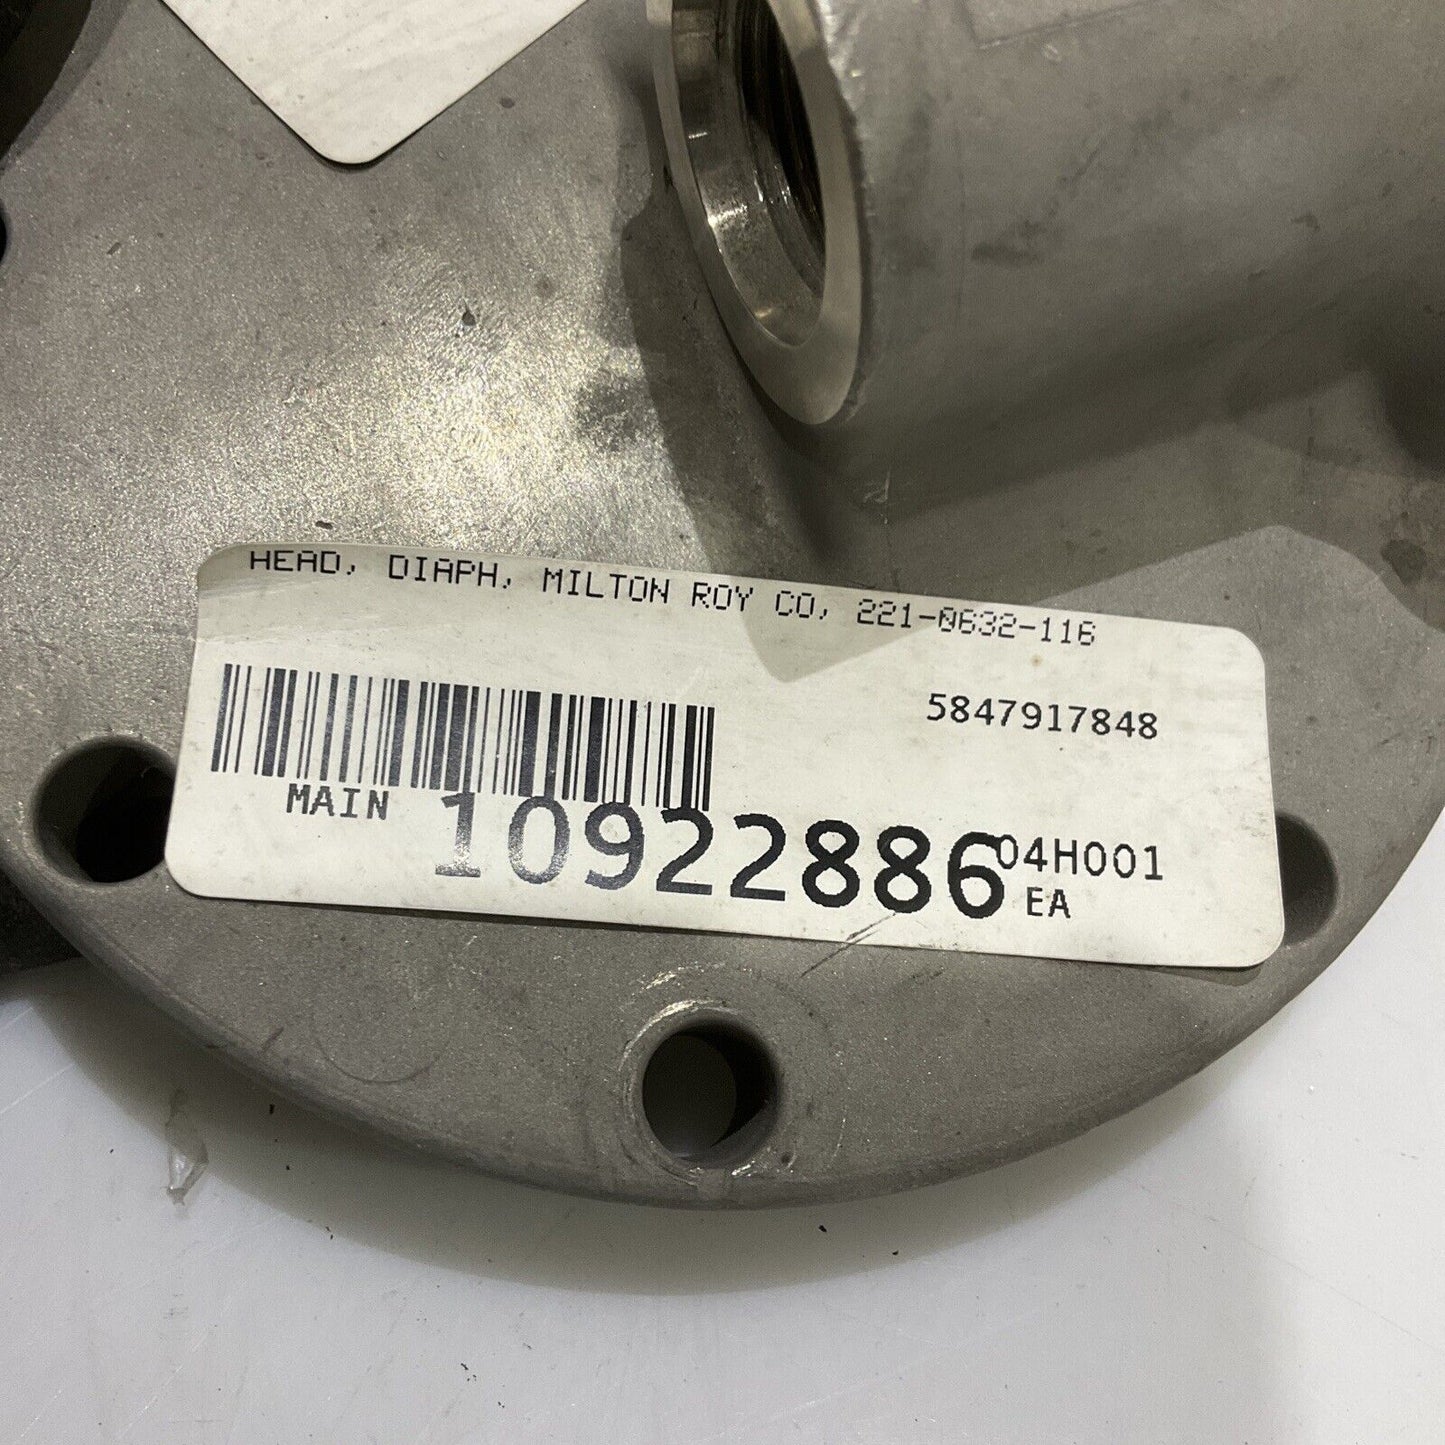 HEAD, DIAPH, MILTON ROY CO, 221-0632-116
5847917848
MAIN 10922886 04H001
EA